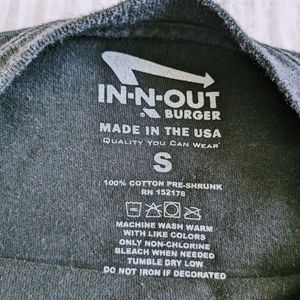 IN-N-OUT
BURGER
MADE IN THE USA
QUALITY YOU CAN WEAR
S
100% COTTON PRE-SHRUNK
RN 152178
MACHINE WASH WARM
WITH LIKE COLORS
ONLY NON-CHLORINE
BLEACH WHEN NEEDED
TUMBLE DRY LOW
DO NOT IRON IF DECORATED